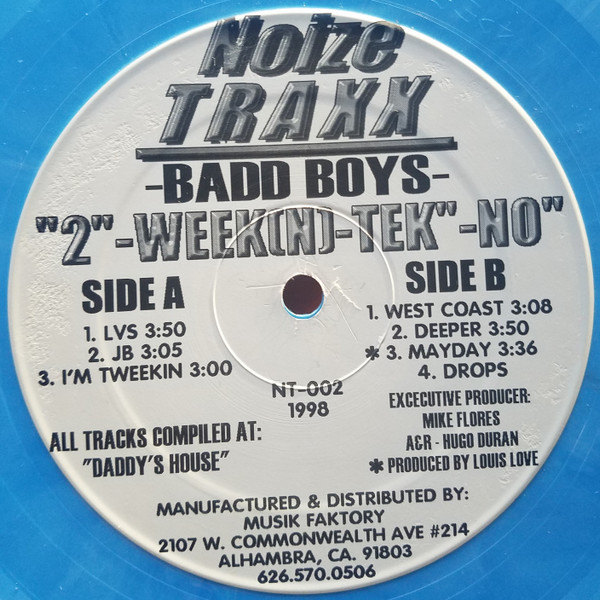 Noize
TRAXX
-BADD BOYS-
"2"-WEEK(N)-TEK"-NO"
SIDE A
1. LVS 3:50
2. JB 3:05
3. I'M TWEEKIN 3:00
SIDE B
1. WEST COAST 3:08
2. DEEPER 3:50
* 3. MAYDAY 3:36
4. DROPS
NT-002
1998
ALL TRACKS COMPILED AT:
"DADDY'S HOUSE"
EXCECUTIVE PRODUCER:
MIKE FLORES
A&R - HUGO DURAN
* PRODUCED BY LOUIS LOVE
MANUFACTURED & DISTRIBUTED BY:
MUSIK FAKTORY
2107 W. COMMONWEALTH AVE #214
ALHAMBRA, CA. 91803
626.570.0506